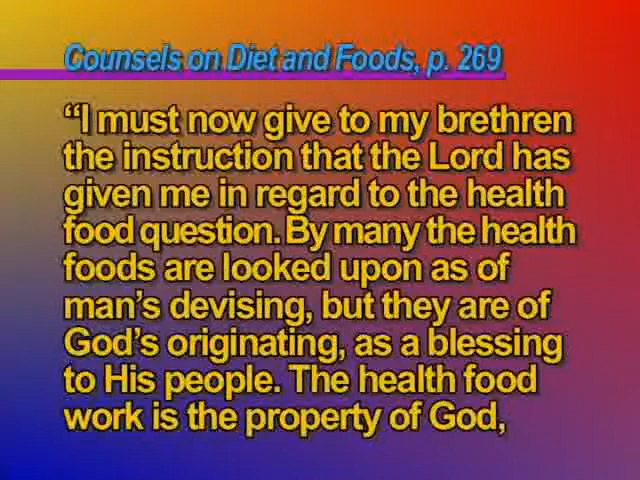 Counsels on Diet and Foods, p. 269
“I must now give to my brethren
the instruction that the Lord has
given me in regard to the health
food question. By many the health
foods are looked upon as of
man’s devising, but they are of
God’s originating, as a blessing
to His people. The health food
work is the property of God,